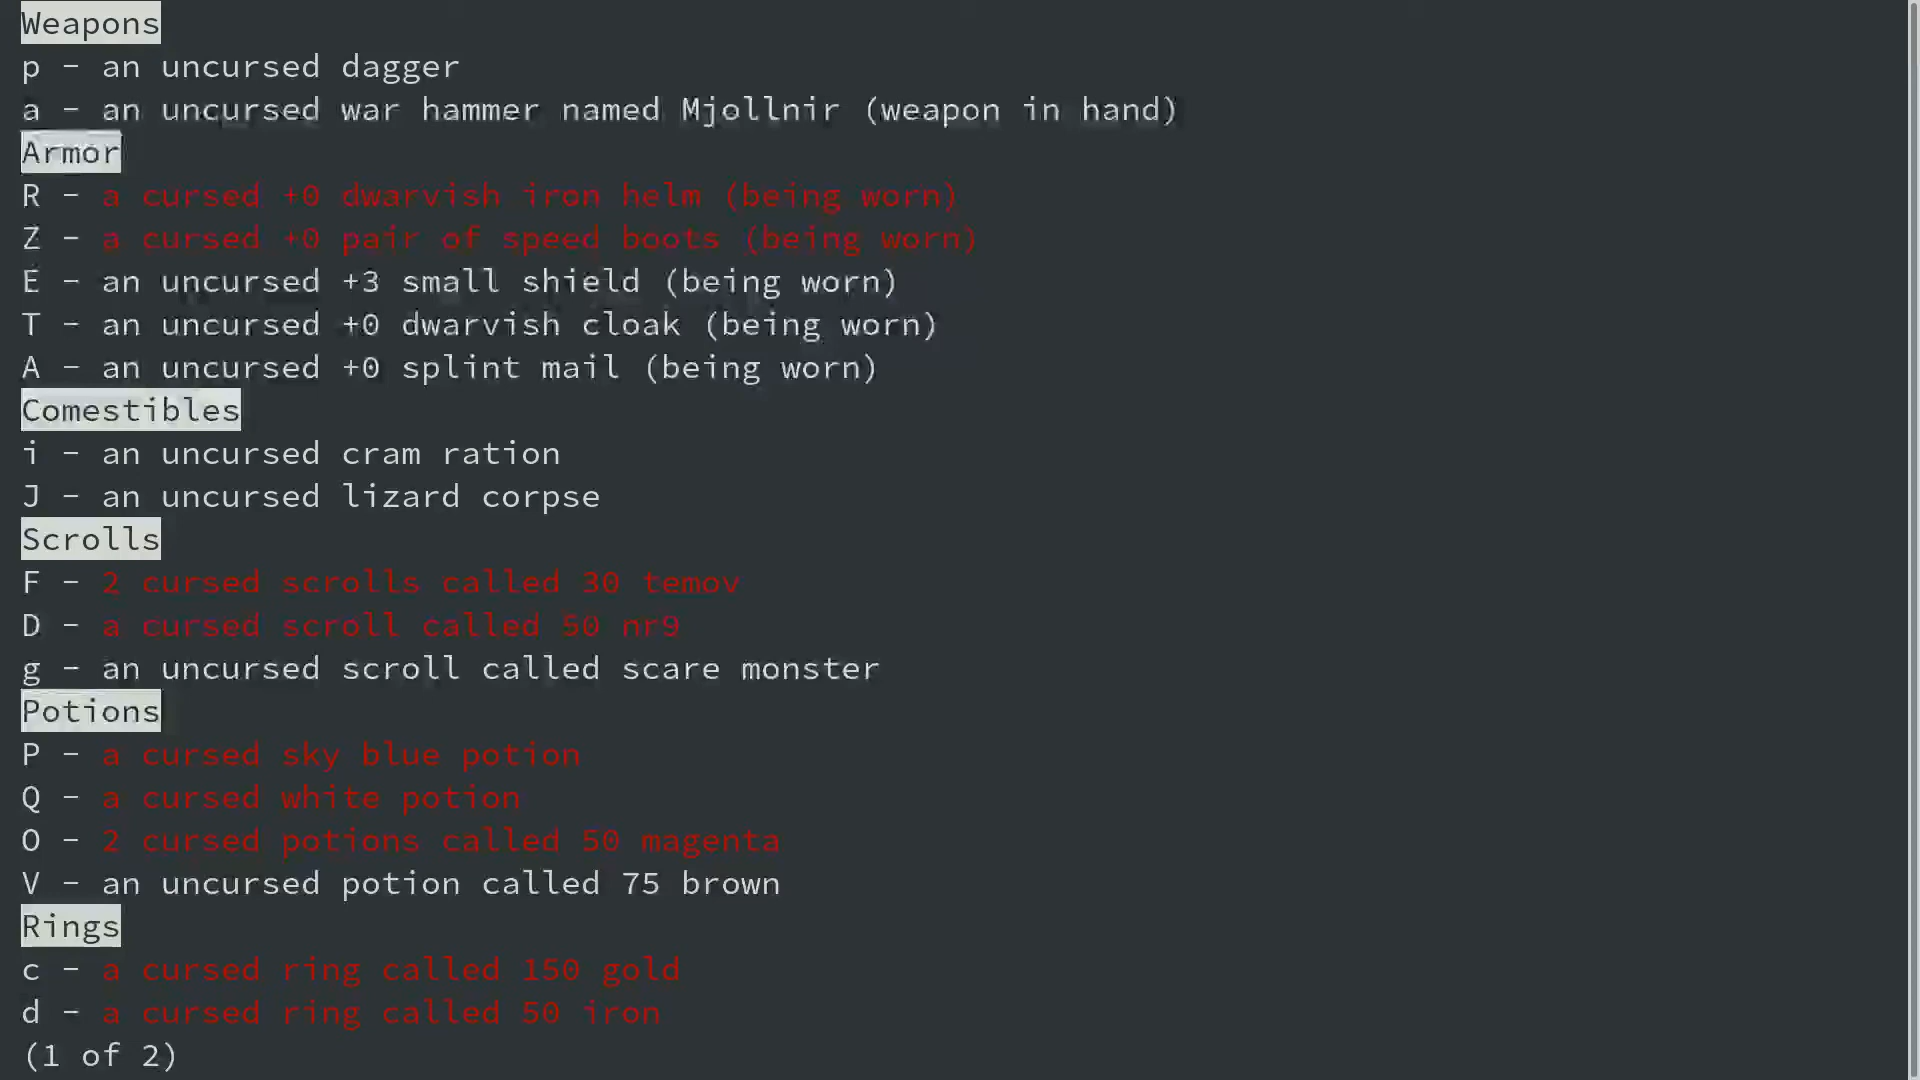 Weapons
p - an uncursed dagger
a - an uncursed war hammer named Mjollnir (weapon in hand)
Armor
R - a cursed +0 dwarvish iron helm (being worn)
Z - a cursed +0 pair of speed boots (being worn)
E - an uncursed +3 small shield (being worn)
T - an uncursed +0 dwarvish cloak (being worn)
A - an uncursed +0 splint mail (being worn)
Comestibles
i - an uncursed cram ration
J - an uncursed lizard corpse
Scrolls
F - 2 cursed scrolls called 30 temov
D - a cursed scroll called 50 nr9
g - an uncursed scroll called scare monster
Potions
P - a cursed sky blue potion
Q - a cursed white potion
O - 2 cursed potions called 50 magenta
V - an uncursed potion called 75 brown
Rings
c - a cursed ring called 150 gold
d - a cursed ring called 50 iron
(1 of 2)